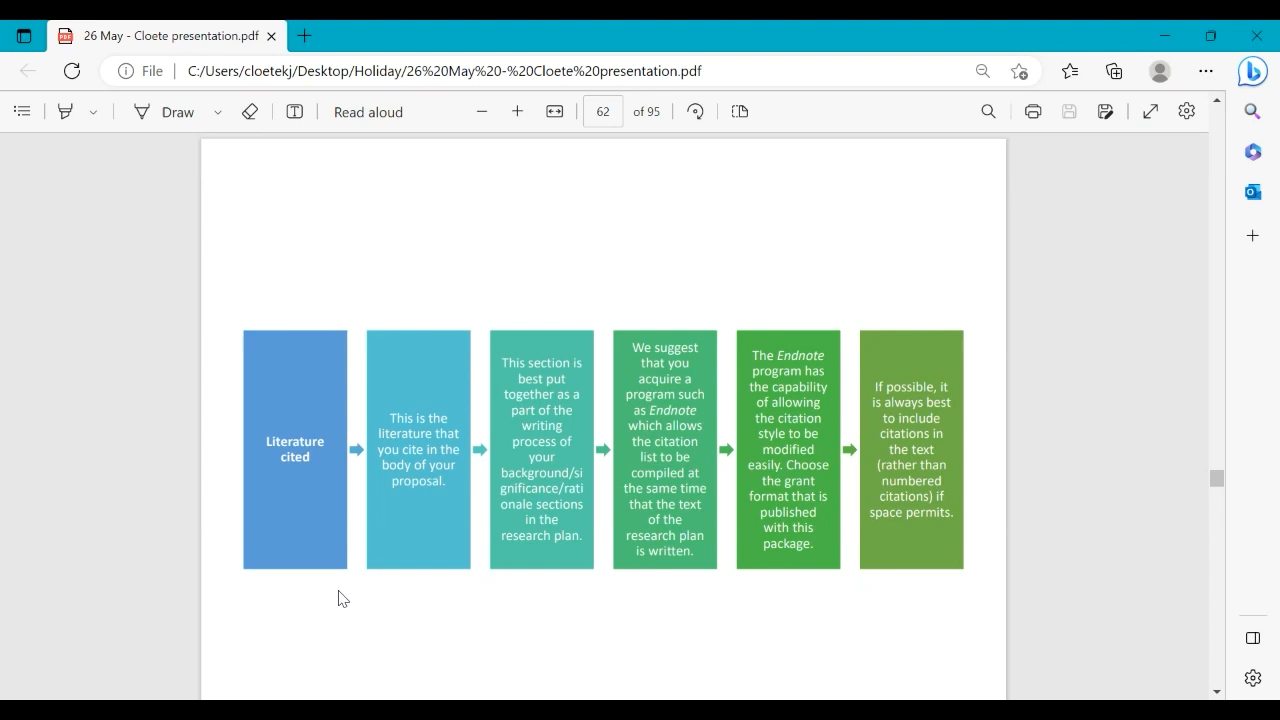 26 May - Cloete presentation.pdf
File
C:/Users/cloetekj/Desktop/Holiday/26%20May%20-%20Cloete%20presentation.pdf
Draw
Read aloud
62
of 95
Literature
cited
This is the
literature that
you cite in the
body of your
proposal.
This section is
best put
together as a
part of the
writing
process of
your
background/si
gnificance/rati
onale sections
in the
research plan.
We suggest
that you
acquire a
program such
as Endnote
which allows
the citation
list to be
compiled at
the same time
that the text
of the
research plan
is written.
The Endnote
program has
the capability
of allowing
the citation
style to be
modified
easily. Choose
the grant
format that is
published
with this
package.
If possible, it
is always best
to include
citations in
the text
(rather than
numbered
citations) if
space permits.